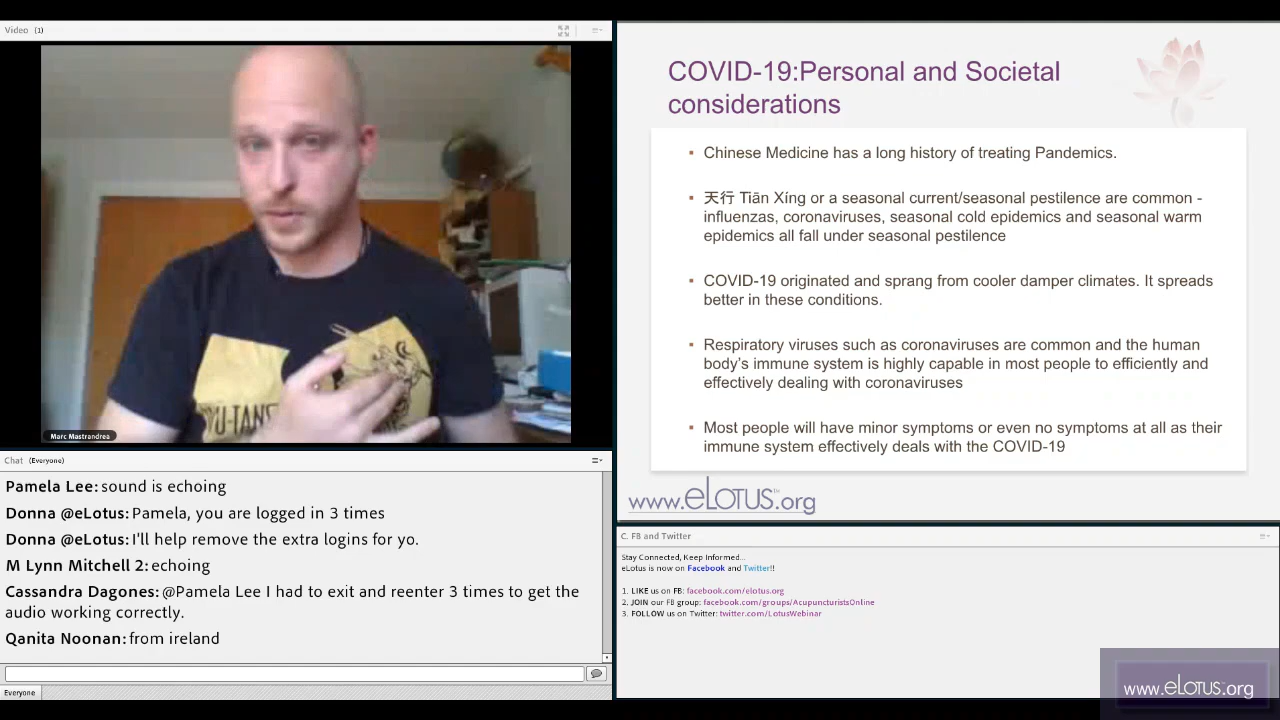 Video (1)
YU-TANG
Marc Mastrandrea
Chat (Everyone)
Pamela Lee: sound is echoing
Donna @eLotus: Pamela, you are logged in 3 times
Donna @eLotus: I'll help remove the extra logins for yo.
M Lynn Mitchell 2: echoing
Cassandra Dagones: @Pamela Lee I had to exit and reenter 3 times to get the
audio working correctly.
Qanita Noonan: from ireland
Everyone
COVID-19:Personal and Societal
considerations
▪ Chinese Medicine has a long history of treating Pandemics.
▪ 天行 Tiān Xíng or a seasonal current/seasonal pestilence are common -
influenzas, coronaviruses, seasonal cold epidemics and seasonal warm
epidemics all fall under seasonal pestilence
▪ COVID-19 originated and sprang from cooler damper climates. It spreads
better in these conditions.
▪ Respiratory viruses such as coronaviruses are common and the human
body's immune system is highly capable in most people to efficiently and
effectively dealing with coronaviruses
▪ Most people will have minor symptoms or even no symptoms at all as their
immune system effectively deals with the COVID-19
www.eLOTUS.org
C. FB and Twitter
Stay Connected, Keep Informed...
eLotus is now on Facebook and Twitter!!
1. LIKE us on FB: facebook.com/elotus.org
2. JOIN our FB group: facebook.com/groups/AcupuncturistsOnline
3. FOLLOW us on Twitter: twitter.com/LotusWebinar
www.eLOTUS.org